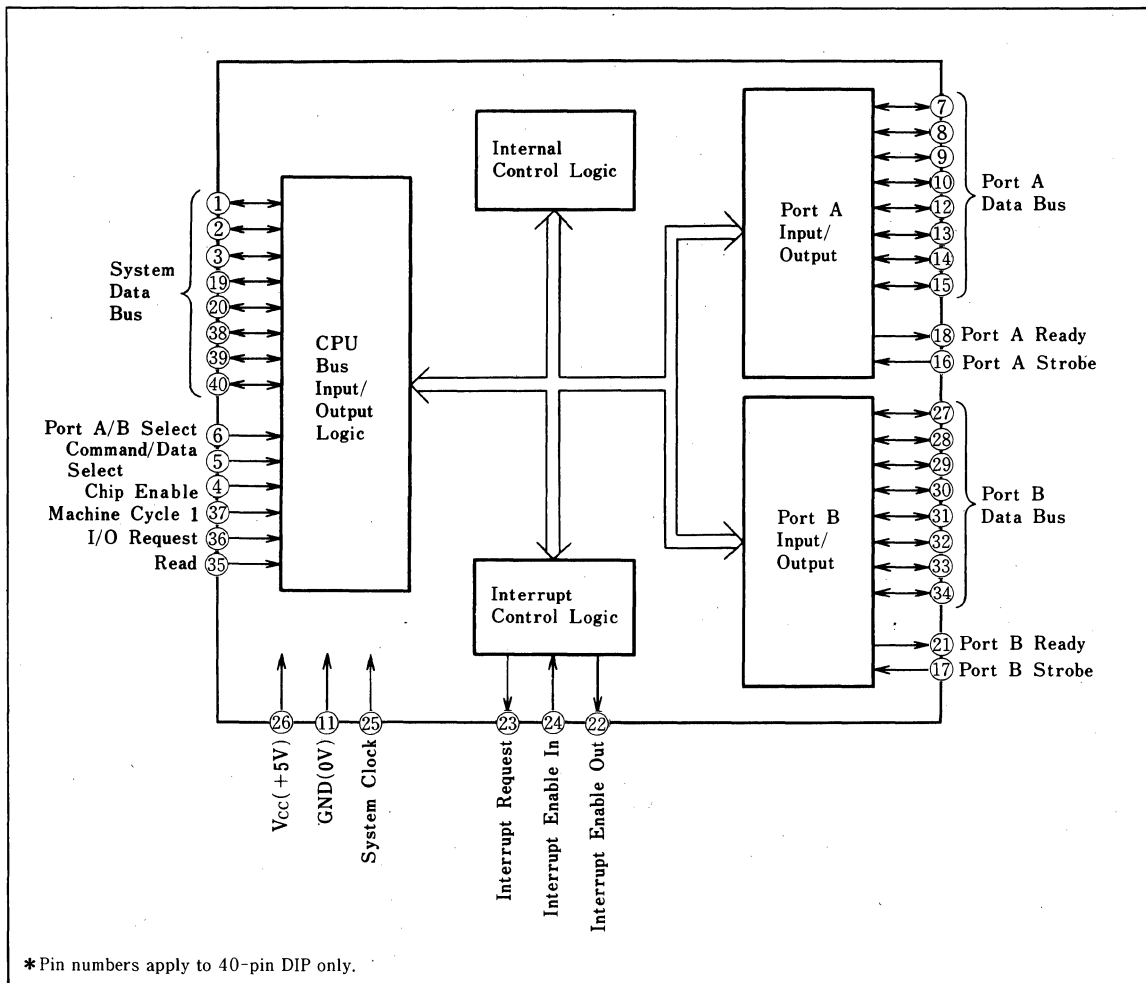 Internal
Control Logic
Port A
Input/
Output
7
8
9
10
12
13
14
15
Port A
Data Bus
18 Port A Ready
16 Port A Strobe
System
Data
Bus
1
2
3
19
20
38
39
40
CPU
Bus
Input/
Output
Logic
Port A/B Select
6
Command/Data
Select
5
Chip Enable
4
Machine Cycle 1
37
I/O Request
36
Read
35
Port B
Input/
Output
27
28
29
30
31
32
33
34
Port B
Data Bus
21 Port B Ready
17 Port B Strobe
Interrupt
Control Logic
26
11
25
23
24
22
Vcc(+5V)
GND(0V)
System Clock
Interrupt Request
Interrupt Enable In
Interrupt Enable Out
*Pin numbers apply to 40-pin DIP only.